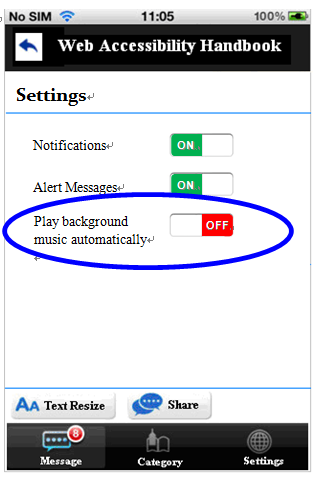 No SIM 11:05 100%
Web Accessibility Handbook
Settings↵
Notifications↵ ON
Alert Messages↵ ON
Play background OFF
music automatically↵
↵
AA Text Resize Share
8
Message Category Settings